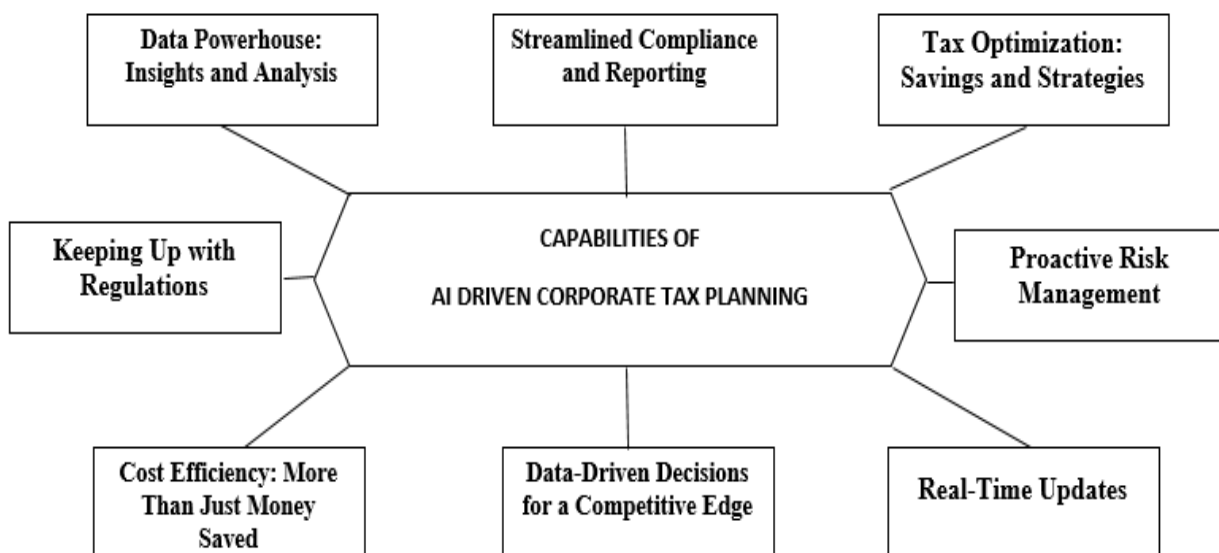 Data Powerhouse:
Insights and Analysis
Streamlined Compliance
and Reporting
Tax Optimization:
Savings and Strategies
Keeping Up with
Regulations
CAPABILITIES OF
AI DRIVEN CORPORATE TAX PLANNING
Proactive Risk
Management
Cost Efficiency: More
Than Just Money
Saved
Data-Driven Decisions
for a Competitive Edge
Real-Time Updates